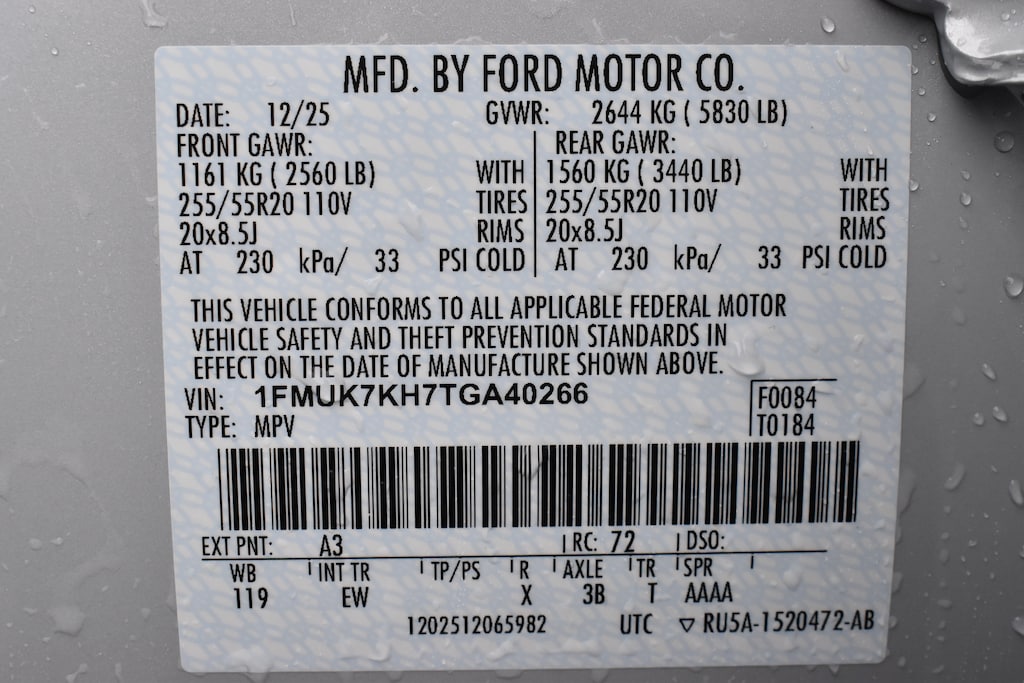 MFD. BY FORD MOTOR CO.
DATE: 12/25 GVWR: 2644 KG ( 5830 LB)
FRONT GAWR: REAR GAWR:
1161 KG ( 2560 LB) WITH 1560 KG ( 3440 LB) WITH
255/55R20 110V TIRES 255/55R20 110V TIRES
20x8.5J RIMS 20x8.5J RIMS
AT 230 kPa/ 33 PSI COLD AT 230 kPa/ 33 PSI COLD
THIS VEHICLE CONFORMS TO ALL APPLICABLE FEDERAL MOTOR
VEHICLE SAFETY AND THEFT PREVENTION STANDARDS IN
EFFECT ON THE DATE OF MANUFACTURE SHOWN ABOVE.
VIN: 1FMUK7KH7TGA40266 F0084
TYPE: MPV T0184
EXT PNT: A3 RC: 72 DSO:
WB INT TR TP/PS R AXLE TR SPR
119 EW X 3B T AAAA
1202512065982 UTC ▽ RU5A-1520472-AB